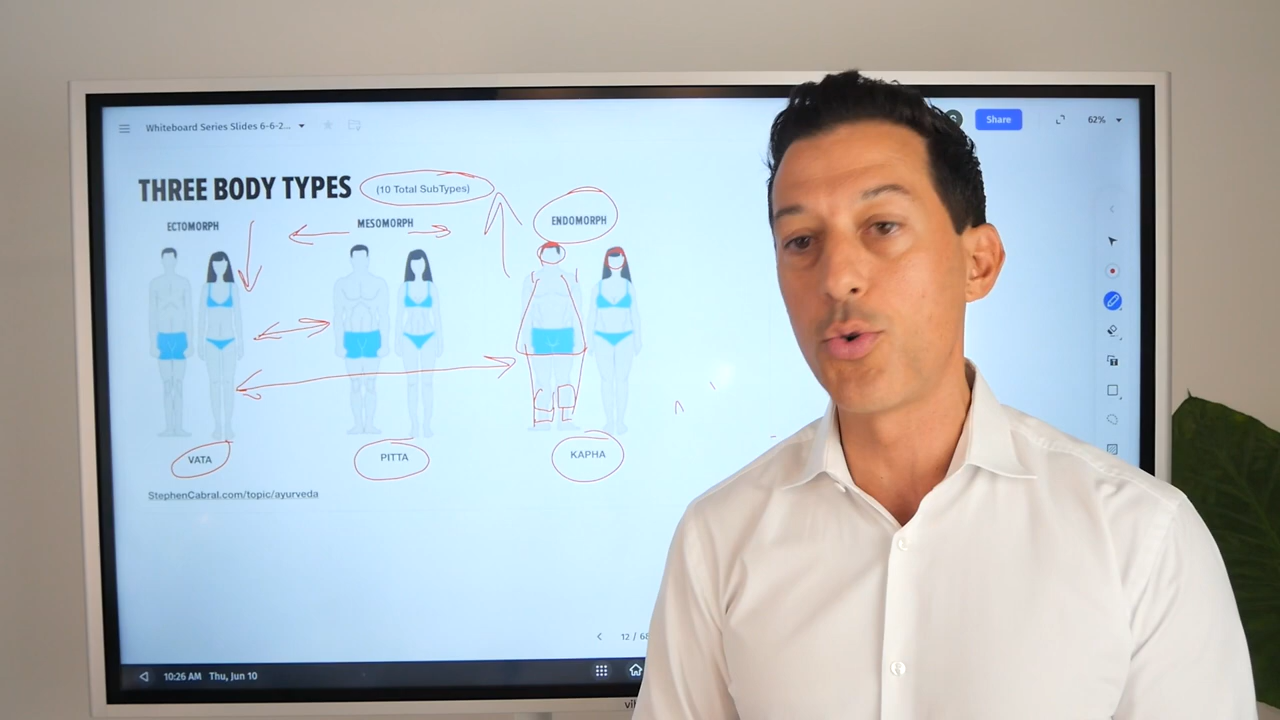 Whiteboard Series Slides 6-6-2...
Share
62%
THREE BODY TYPES
(10 Total SubTypes)
ECTOMORPH
MESOMORPH
ENDOMORPH
VATA
PITTA
KAPHA
StephenCabral.com/topic/ayurveda
12 / 68
10:26 AM Thu, Jun 10